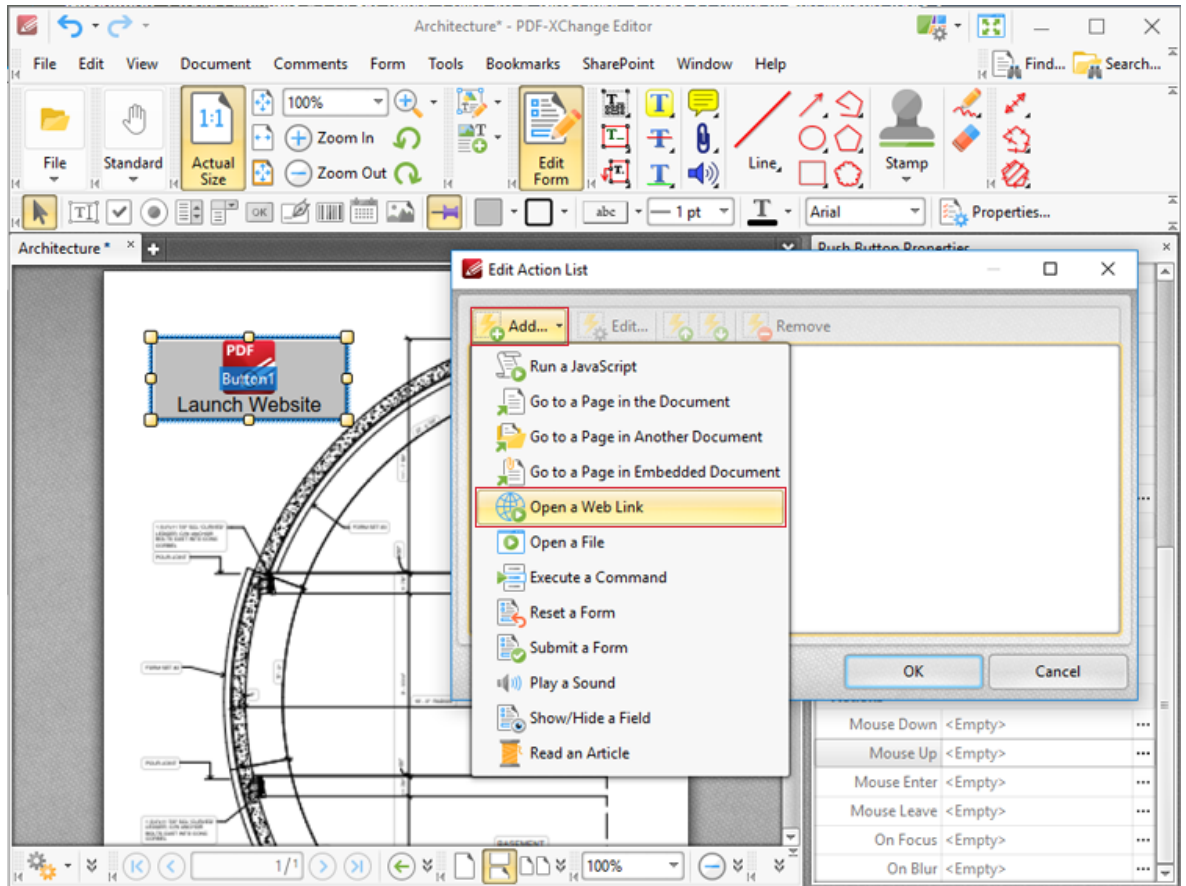 Architecture* - PDF-XChange Editor
File Edit View Document Comments Form Tools Bookmarks SharePoint Window Help Find... Search...
1:1 100% T
Zoom In
File Standard Actual Size Zoom Out Edit Form Line Stamp
OK abc 1 pt T Arial Properties...
Architecture *
Push Button Properties
Edit Action List
Add... Edit... Remove
Run a JavaScript
Go to a Page in the Document
Go to a Page in Another Document
Go to a Page in Embedded Document
Open a Web Link
Open a File
Execute a Command
Reset a Form
Submit a Form
Play a Sound
Show/Hide a Field
Read an Article
OK Cancel
PDF
Button1
Launch Website
BASEMENT
Actions
Mouse Down <Empty> ...
Mouse Up <Empty> ...
Mouse Enter <Empty> ...
Mouse Leave <Empty> ...
On Focus <Empty> ...
On Blur <Empty> ...
1/1 100%